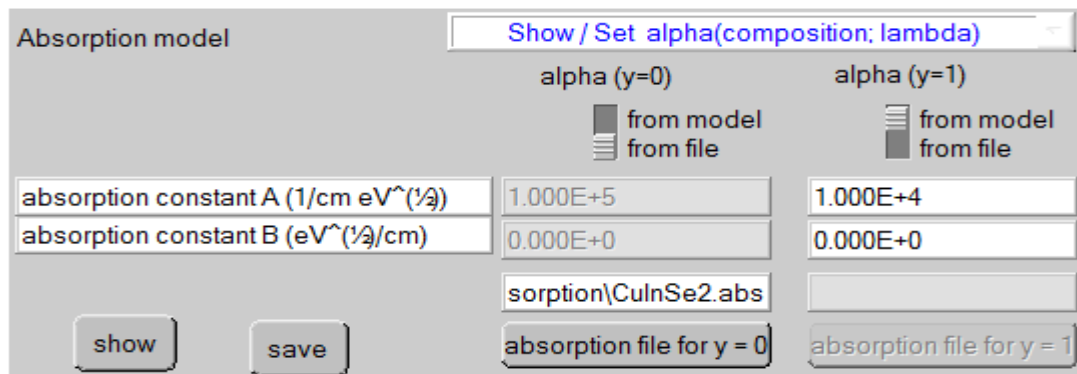 Absorption model
Show / Set alpha(composition; lambda)
alpha (y=0)
alpha (y=1)
from model
from file
from model
from file
absorption constant A (1/cm eV^(½))
1.000E+5
1.000E+4
absorption constant B (eV^(½)/cm)
0.000E+0
0.000E+0
sorption\CuInSe2.abs
show
save
absorption file for y = 0
absorption file for y = 1